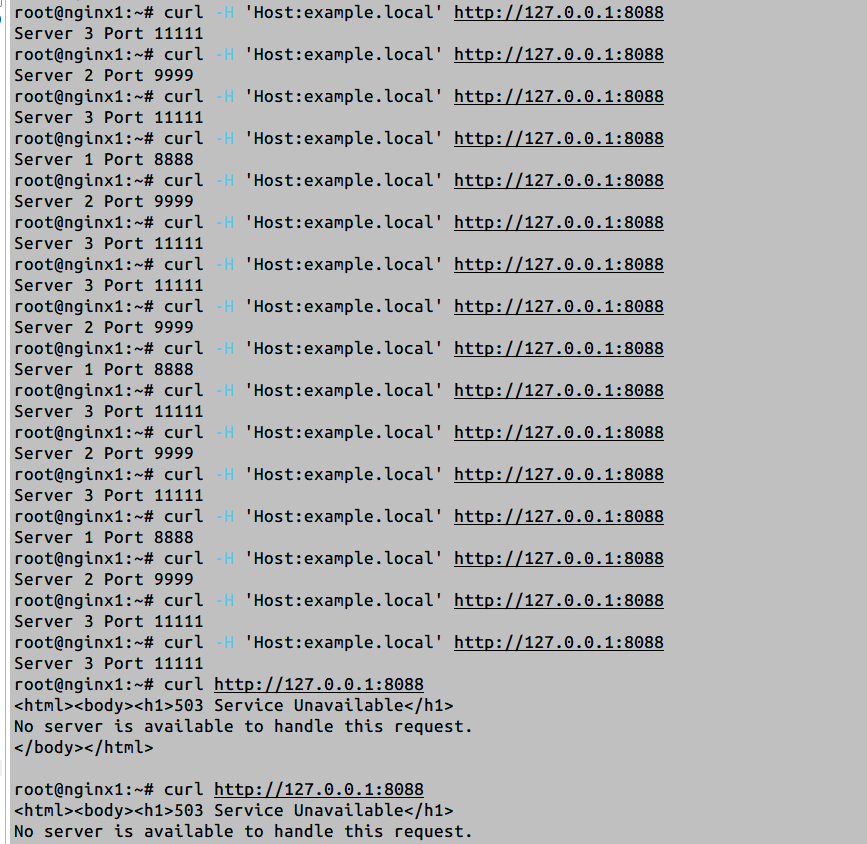 root@nginx1:~# curl -H 'Host:example.local' http://127.0.0.1:8088
Server 3 Port 11111
root@nginx1:~# curl -H 'Host:example.local' http://127.0.0.1:8088
Server 2 Port 9999
root@nginx1:~# curl -H 'Host:example.local' http://127.0.0.1:8088
Server 3 Port 11111
root@nginx1:~# curl -H 'Host:example.local' http://127.0.0.1:8088
Server 1 Port 8888
root@nginx1:~# curl -H 'Host:example.local' http://127.0.0.1:8088
Server 2 Port 9999
root@nginx1:~# curl -H 'Host:example.local' http://127.0.0.1:8088
Server 3 Port 11111
root@nginx1:~# curl -H 'Host:example.local' http://127.0.0.1:8088
Server 3 Port 11111
root@nginx1:~# curl -H 'Host:example.local' http://127.0.0.1:8088
Server 2 Port 9999
root@nginx1:~# curl -H 'Host:example.local' http://127.0.0.1:8088
Server 1 Port 8888
root@nginx1:~# curl -H 'Host:example.local' http://127.0.0.1:8088
Server 3 Port 11111
root@nginx1:~# curl -H 'Host:example.local' http://127.0.0.1:8088
Server 2 Port 9999
root@nginx1:~# curl -H 'Host:example.local' http://127.0.0.1:8088
Server 3 Port 11111
root@nginx1:~# curl -H 'Host:example.local' http://127.0.0.1:8088
Server 1 Port 8888
root@nginx1:~# curl -H 'Host:example.local' http://127.0.0.1:8088
Server 2 Port 9999
root@nginx1:~# curl -H 'Host:example.local' http://127.0.0.1:8088
Server 3 Port 11111
root@nginx1:~# curl -H 'Host:example.local' http://127.0.0.1:8088
Server 3 Port 11111
root@nginx1:~# curl http://127.0.0.1:8088
<html><body><h1>503 Service Unavailable</h1>
No server is available to handle this request.
</body></html>
root@nginx1:~# curl http://127.0.0.1:8088
<html><body><h1>503 Service Unavailable</h1>
No server is available to handle this request.